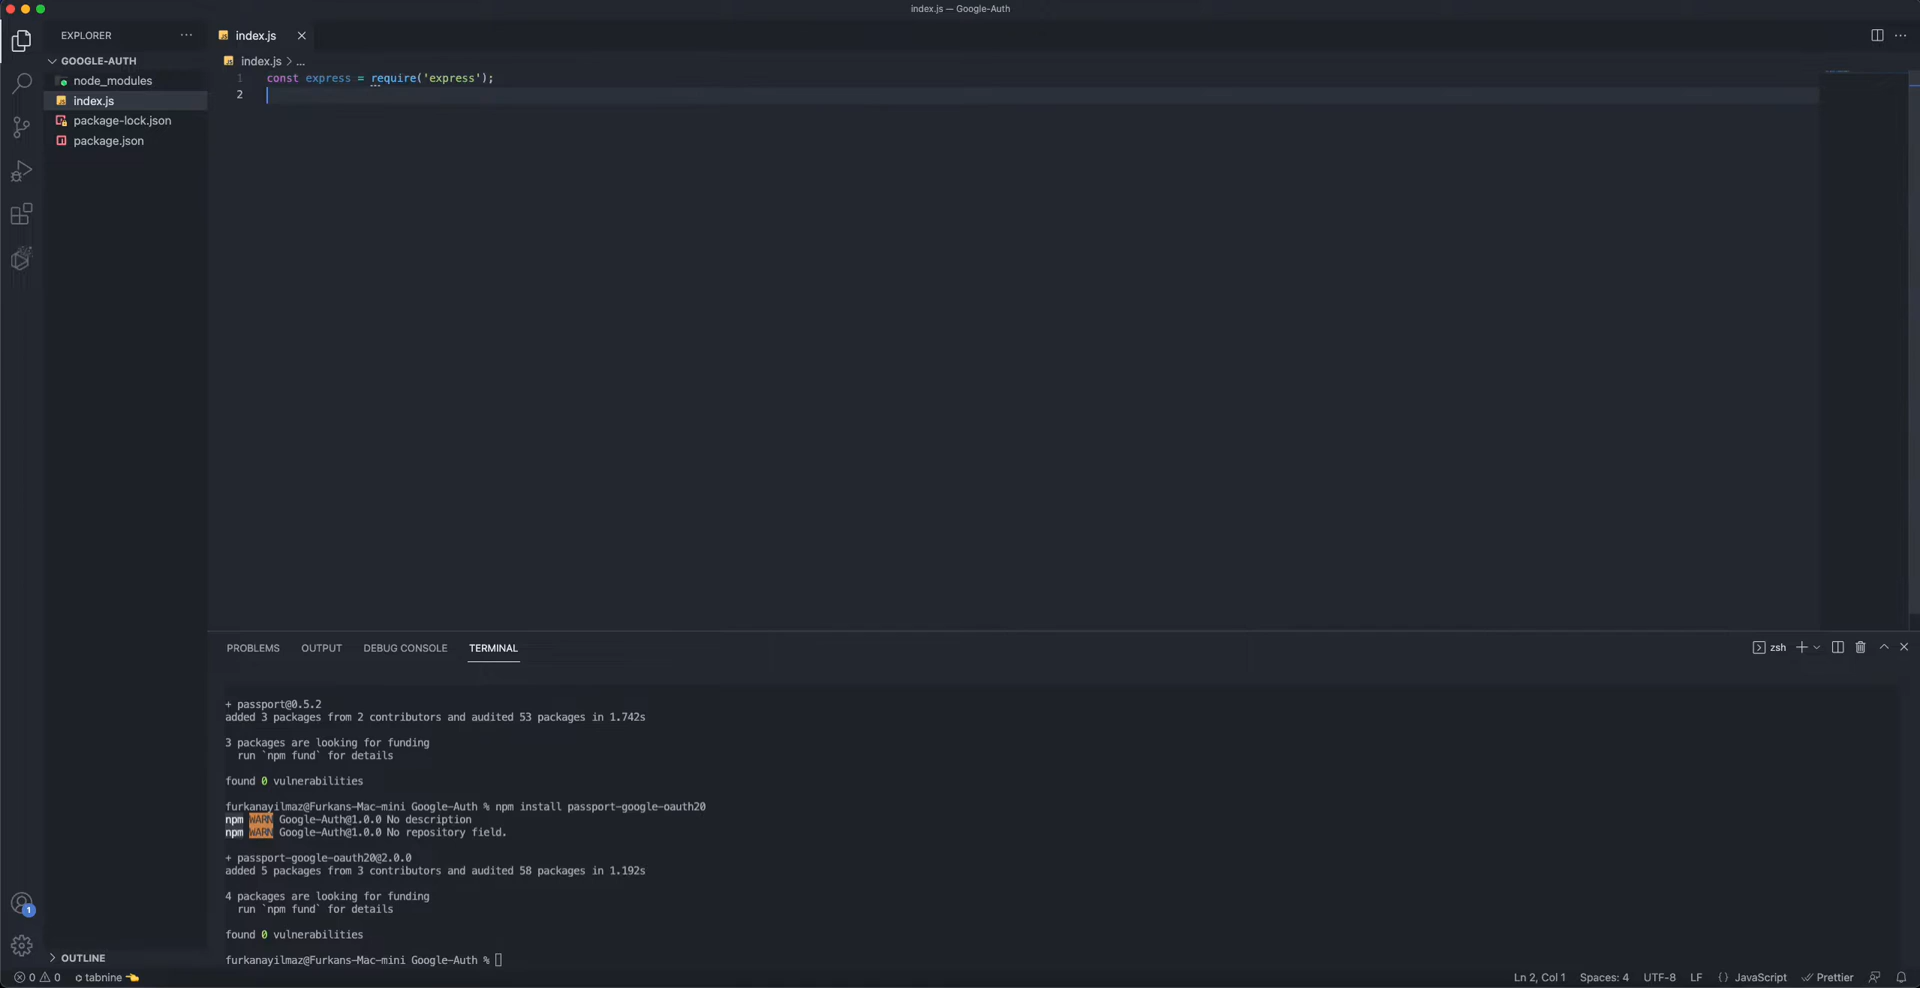 index.js — Google-Auth
EXPLORER
index.js
GOOGLE-AUTH
node_modules
index.js
package-lock.json
package.json
index.js > ...
1 const express = require('express');
2
PROBLEMS OUTPUT DEBUG CONSOLE TERMINAL
zsh
+ passport@0.5.2
added 3 packages from 2 contributors and audited 53 packages in 1.742s
3 packages are looking for funding
run `npm fund` for details
found 0 vulnerabilities
furkanayilmaz@Furkans-Mac-mini Google-Auth % npm install passport-google-oauth20
npm WARN Google-Auth@1.0.0 No description
npm WARN Google-Auth@1.0.0 No repository field.
+ passport-google-oauth20@2.0.0
added 5 packages from 3 contributors and audited 58 packages in 1.192s
4 packages are looking for funding
run `npm fund` for details
found 0 vulnerabilities
furkanayilmaz@Furkans-Mac-mini Google-Auth %
1
OUTLINE
0 0 tabnine
Ln 2, Col 1 Spaces: 4 UTF-8 LF {} JavaScript Prettier